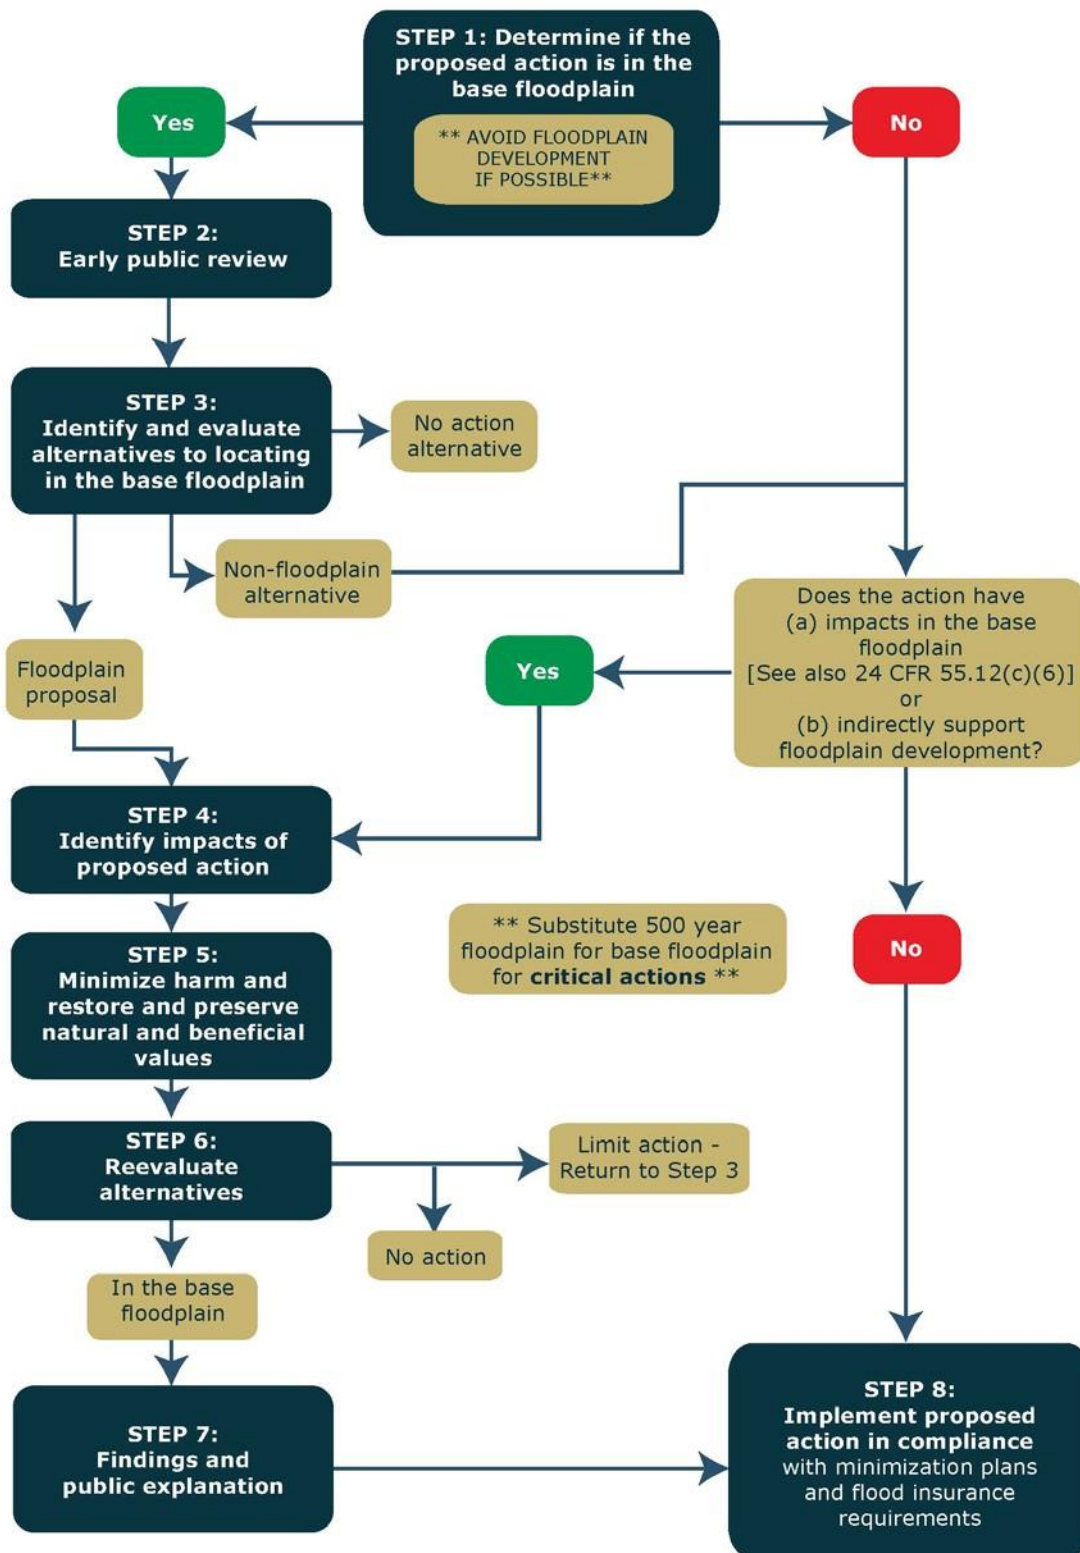 STEP 1: Determine if the
proposed action is in the
base floodplain
** AVOID FLOODPLAIN
DEVELOPMENT
IF POSSIBLE**
Yes
No
STEP 2:
Early public review
STEP 3:
Identify and evaluate
alternatives to locating
in the base floodplain
No action
alternative
Non-floodplain
alternative
Floodplain
proposal
Does the action have
(a) impacts in the base
floodplain
[See also 24 CFR 55.12(c)(6)]
or
(b) indirectly support
floodplain development?
Yes
STEP 4:
Identify impacts of
proposed action
** Substitute 500 year
floodplain for base floodplain
for critical actions **
No
STEP 5:
Minimize harm and
restore and preserve
natural and beneficial
values
STEP 6:
Reevaluate
alternatives
Limit action -
Return to Step 3
No action
In the base
floodplain
STEP 7:
Findings and
public explanation
STEP 8:
Implement proposed
action in compliance
with minimization plans
and flood insurance
requirements